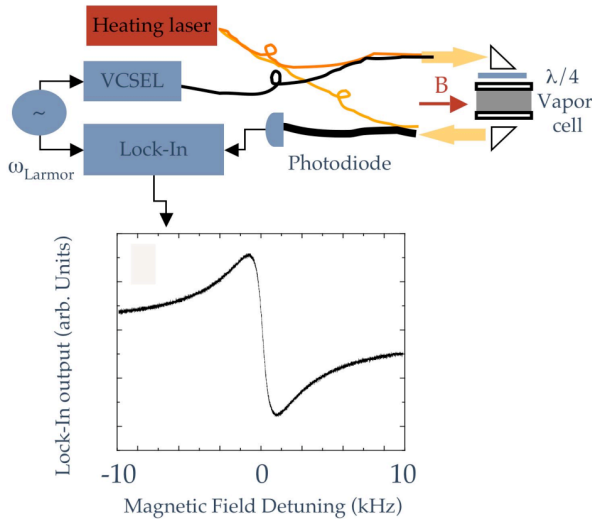 Heating laser
VCSEL
~
Lock-In
ω_Larmor
Photodiode
B
λ/4
Vapor
cell
Lock-In output (arb. Units)
-10 0 10
Magnetic Field Detuning (kHz)